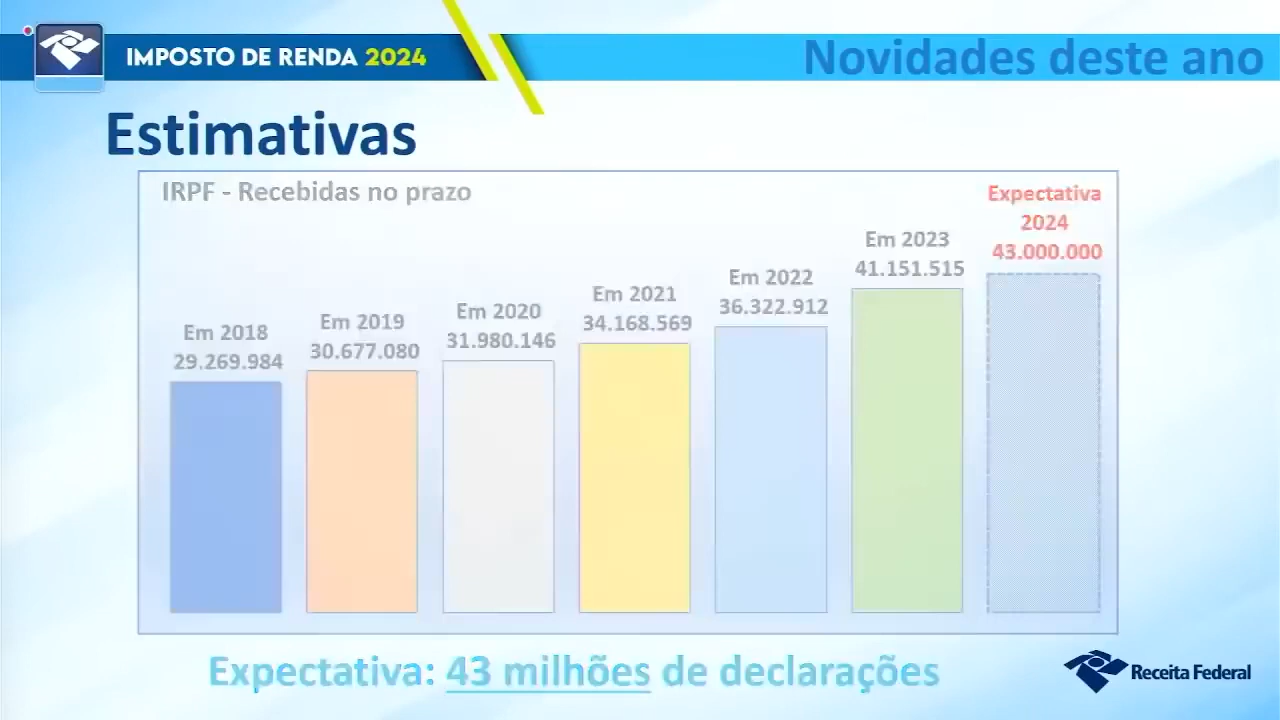 IMPOSTO DE RENDA 2024
Novidades deste ano
Estimativas
IRPF - Recebidas no prazo
Em 2018
29.269.984
Em 2019
30.677.080
Em 2020
31.980.146
Em 2021
34.168.569
Em 2022
36.322.912
Em 2023
41.151.515
Expectativa
2024
43.000.000
Expectativa: 43 milhões de declarações
Receita Federal